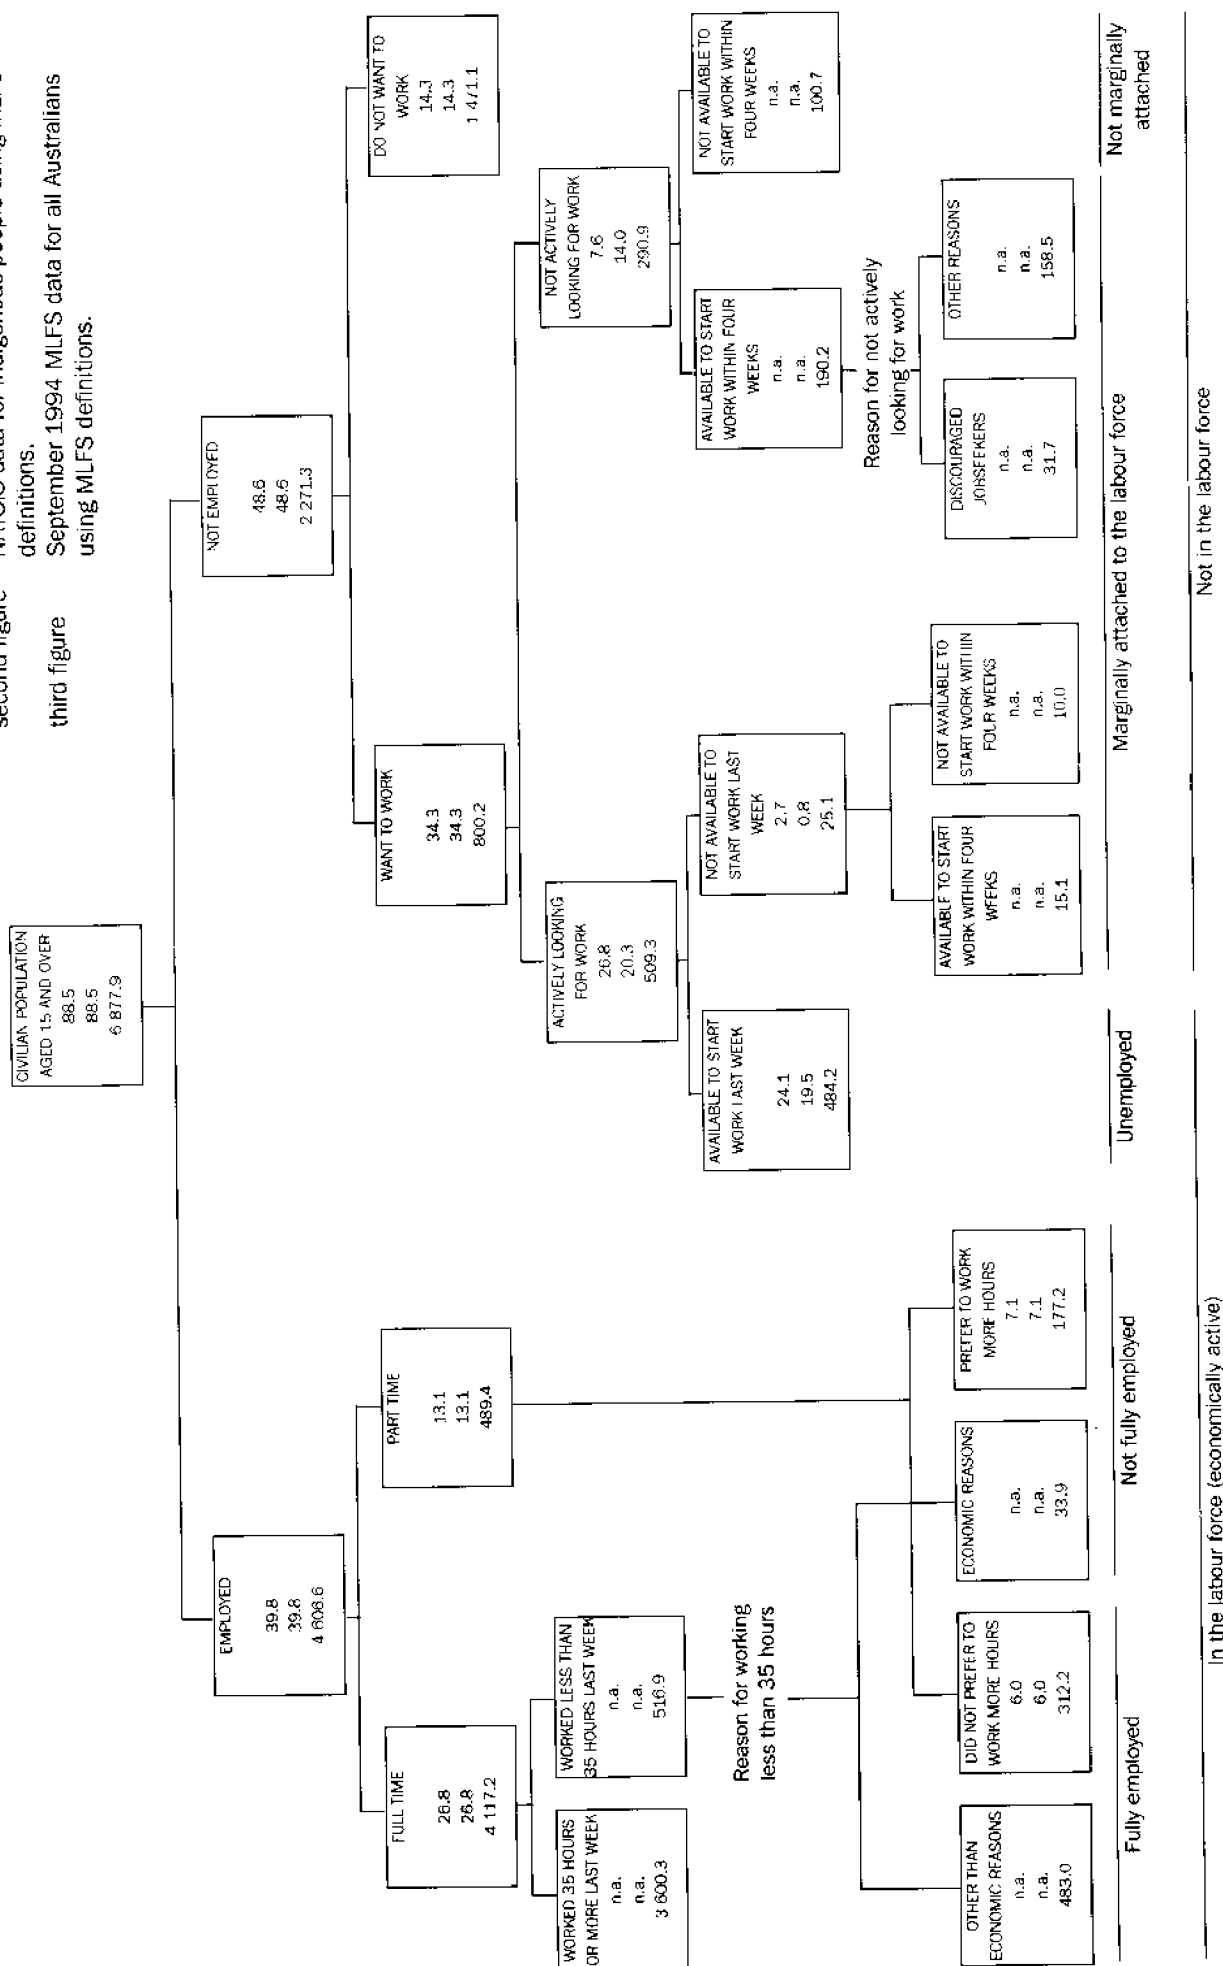 second figure
definitions.
third figure
September 1994 MLFS data for all Australians
using MLFS definitions.
CIVILIAN POPULATION
AGED 15 AND OVER
88.5
88.5
6 877.9
EMPLOYED
39.8
39.8
4 606.6
NOT EMPLOYED
48.6
48.6
2 271.3
FULL TIME
26.8
26.8
4 117.2
PART TIME
13.1
13.1
489.4
WANT TO WORK
34.3
34.3
800.2
DO NOT WANT TO
WORK
14.3
14.3
1 471.1
WORKED 35 HOURS
OR MORE LAST WEEK
n.a.
n.a.
3 600.3
WORKED LESS THAN
35 HOURS LAST WEEK
n.a.
n.a.
516.9
ACTIVELY LOOKING
FOR WORK
26.8
20.3
509.3
NOT ACTIVELY
LOOKING FOR WORK
7.6
14.0
290.9
Reason for working
less than 35 hours
AVAILABLE TO START
WORK LAST WEEK
24.1
19.5
484.2
NOT AVAILABLE TO
START WORK LAST
WEEK
2.7
0.8
25.1
AVAILABLE TO START
WORK WITHIN FOUR
WEEKS
n.a.
n.a.
190.2
NOT AVAILABLE TO
START WORK WITHIN
FOUR WEEKS
n.a.
n.a.
100.7
Reason for not actively
looking for work
OTHER THAN
ECONOMIC REASONS
n.a.
n.a.
483.0
DID NOT PREFER TO
WORK MORE HOURS
6.0
6.0
312.2
ECONOMIC REASONS
n.a.
n.a.
33.9
PREFER TO WORK
MORE HOURS
7.1
7.1
177.2
AVAILABLE TO START
WORK WITHIN FOUR
WEEKS
n.a.
n.a.
15.1
NOT AVAILABLE TO
START WORK WITHIN
FOUR WEEKS
n.a.
n.a.
10.0
DISCOURAGED
JOBSEEKERS
n.a.
n.a.
31.7
OTHER REASONS
n.a.
n.a.
158.5
Fully employed
Not fully employed
Unemployed
Marginally attached to the labour force
Not marginally
attached
In the labour force (economically active)
Not in the labour force